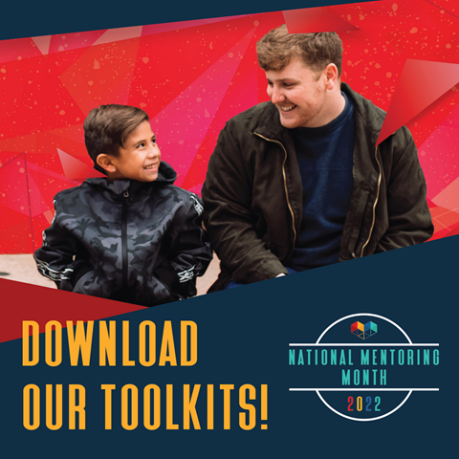 DOWNLOAD
OUR TOOLKITS!
NATIONAL MENTORING
MONTH
2022